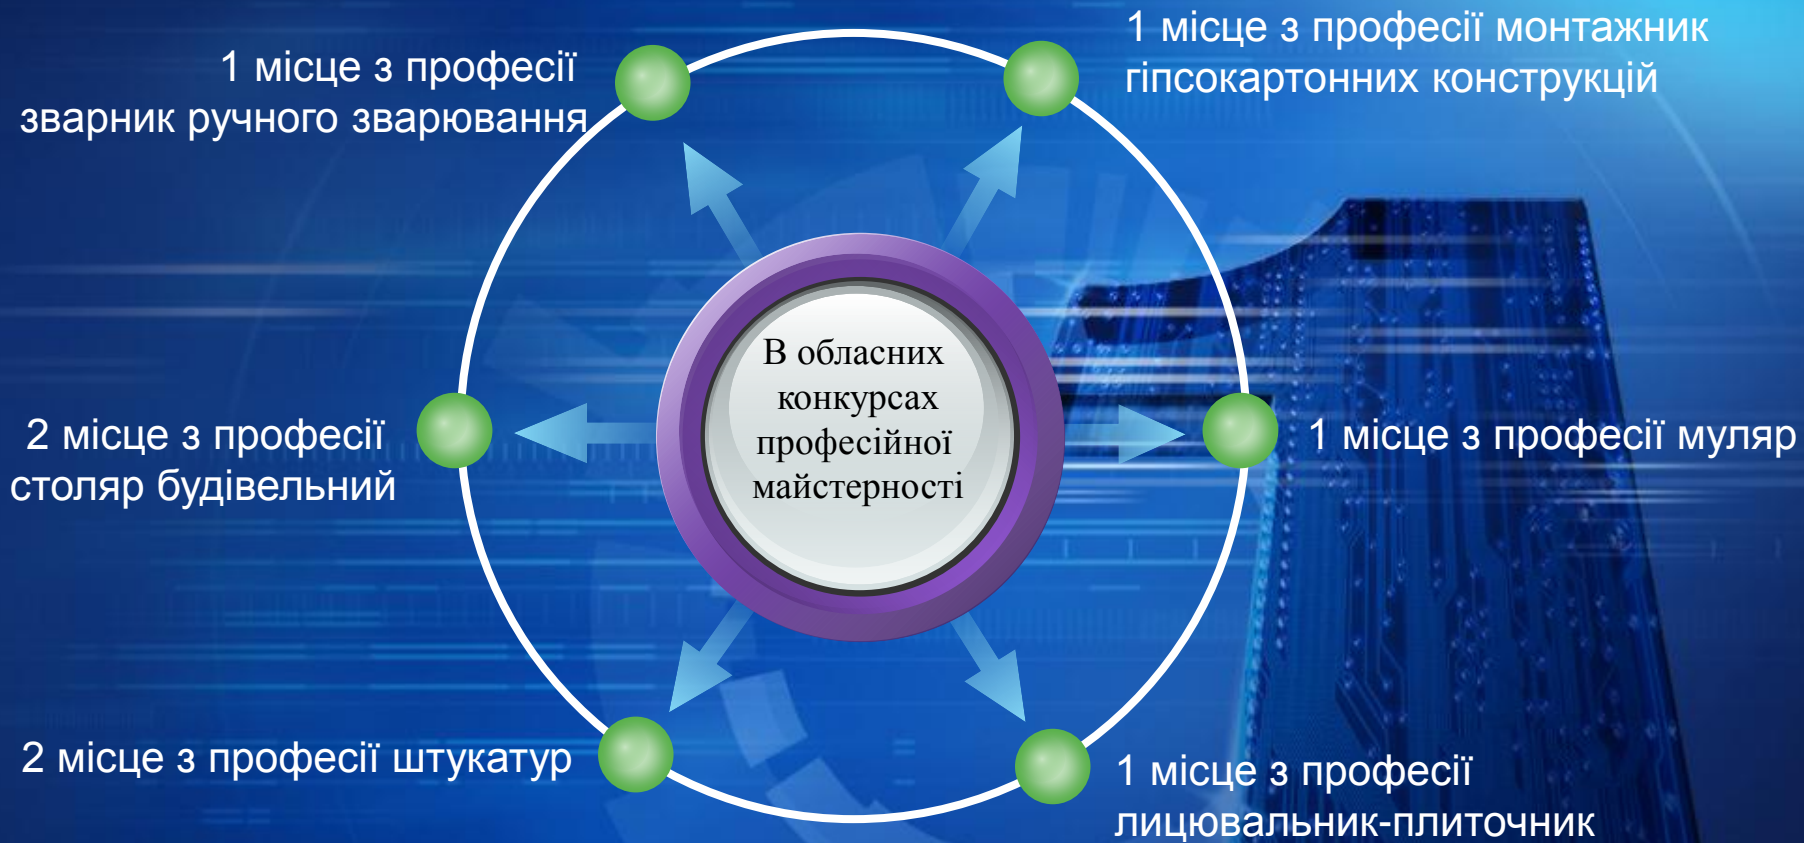 1 місце з професії
зварник ручного зварювання
1 місце з професії монтажник
гіпсокартонних конструкцій
В обласних
конкурсах
професійної
майстерності
2 місце з професії
столяр будівельний
1 місце з професії муляр
2 місце з професії штукатур
1 місце з професії
лицювальник-плиточник